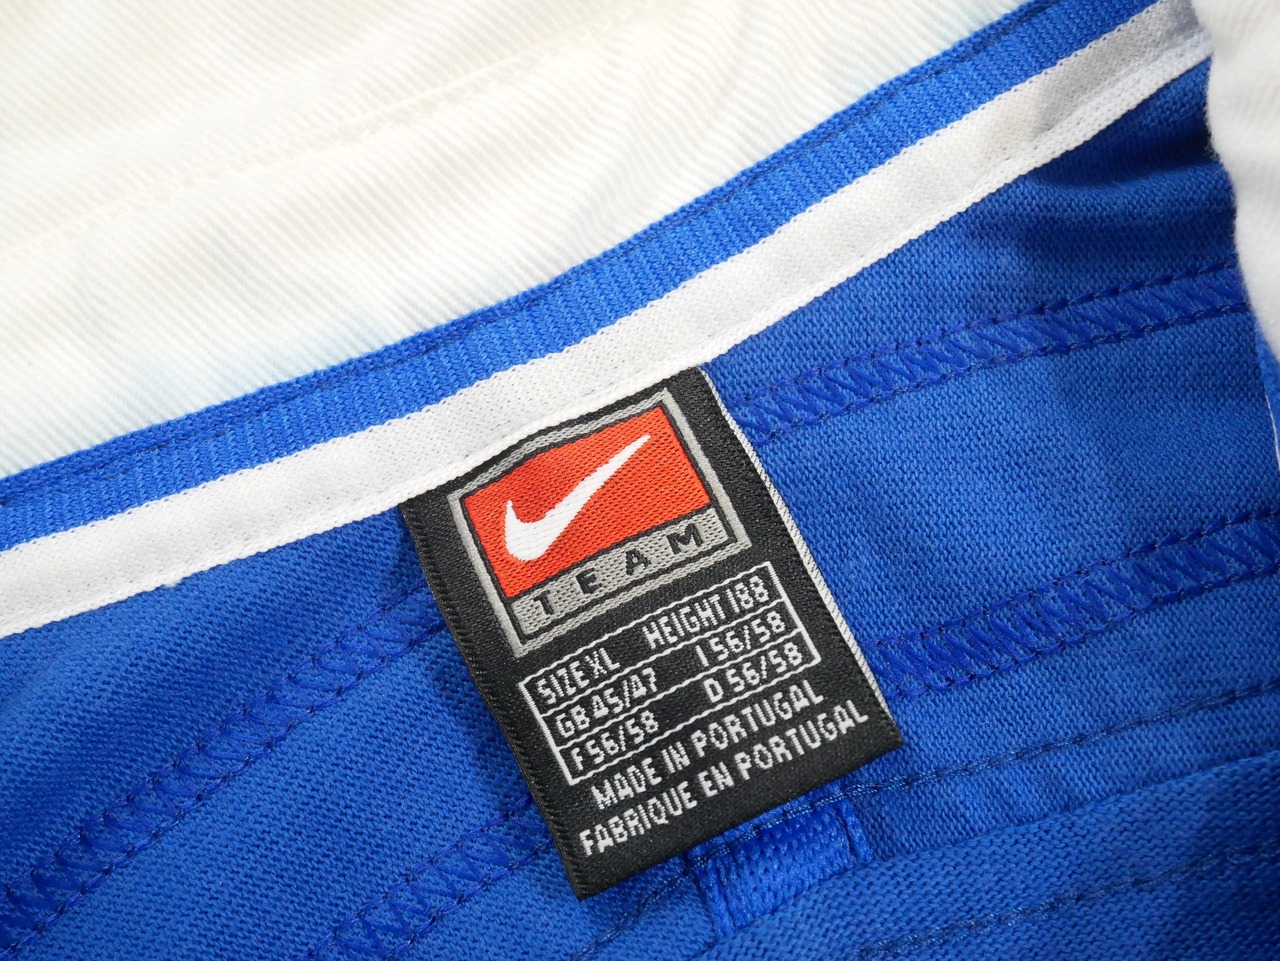 TEAM
SIZE XL HEIGHT 188
GB 45/47 I 56/58
F 56/58 D 56/58
MADE IN PORTUGAL
FABRIQUE EN PORTUGAL